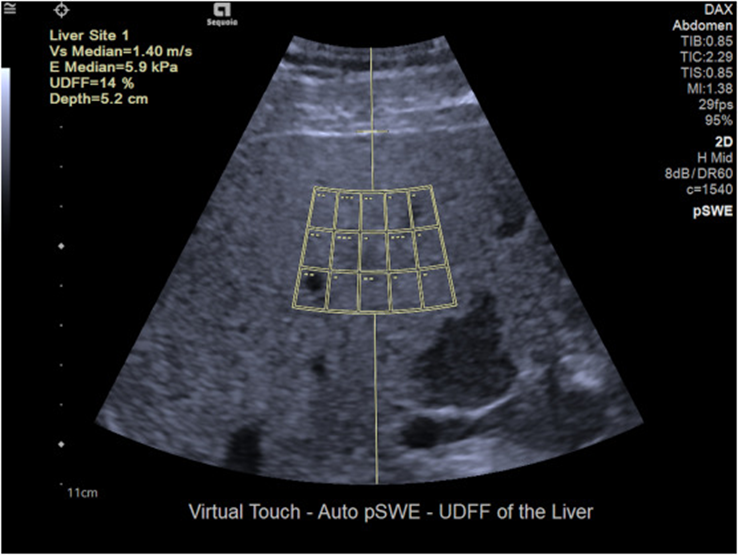 Sequoia
Liver Site 1
Vs Median=1.40 m/s
E Median=5.9 kPa
UDFF=14 %
Depth=5.2 cm
DAX
Abdomen
TIB:0.85
TIC:2.29
TIS:0.85
MI:1.38
29fps
95%
2D
H Mid
8dB/DR60
c=1540
pSWE
11cm
Virtual Touch - Auto pSWE - UDFF of the Liver